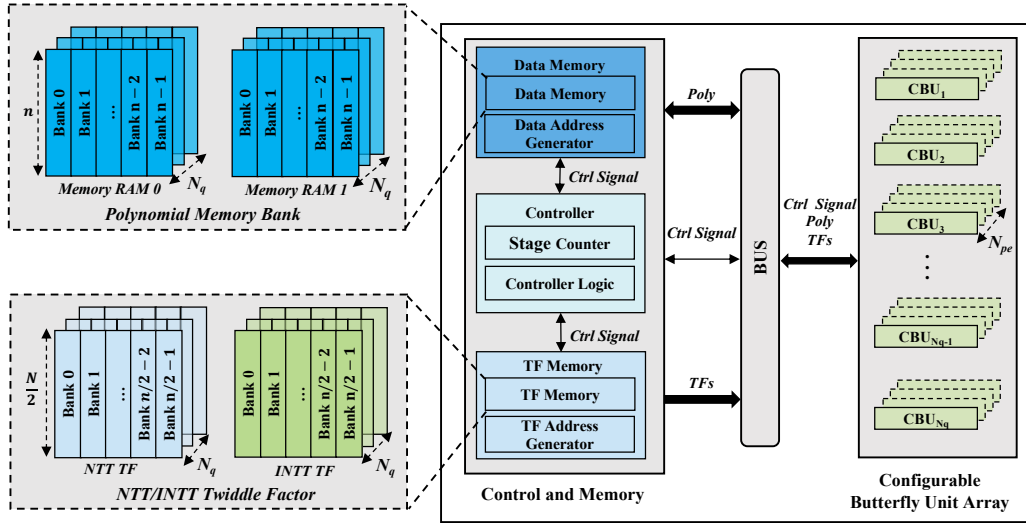 n
Bank 0
Bank 1
...
Bank n − 2
Bank n − 1
Memory RAM 0
N_q
Bank 0
Bank 1
...
Bank n − 2
Bank n − 1
Memory RAM 1
N_q
Polynomial Memory Bank
N
2
Bank 0
Bank 1
...
Bank n/2 − 2
Bank n/2 − 1
NTT TF
N_q
Bank 0
Bank 1
...
Bank n/2 − 2
Bank n/2 − 1
INTT TF
N_q
NTT/INTT Twiddle Factor
Data Memory
Data Memory
Data Address
Generator
Ctrl Signal
Controller
Stage Counter
Controller Logic
Ctrl Signal
TF Memory
TF Memory
TF Address
Generator
Control and Memory
Poly
Ctrl Signal
TFs
BUS
Ctrl Signal
Poly
TFs
CBU_1
CBU_2
CBU_3
N_pe
...
CBU_Nq-1
CBU_Nq
Configurable
Butterfly Unit Array